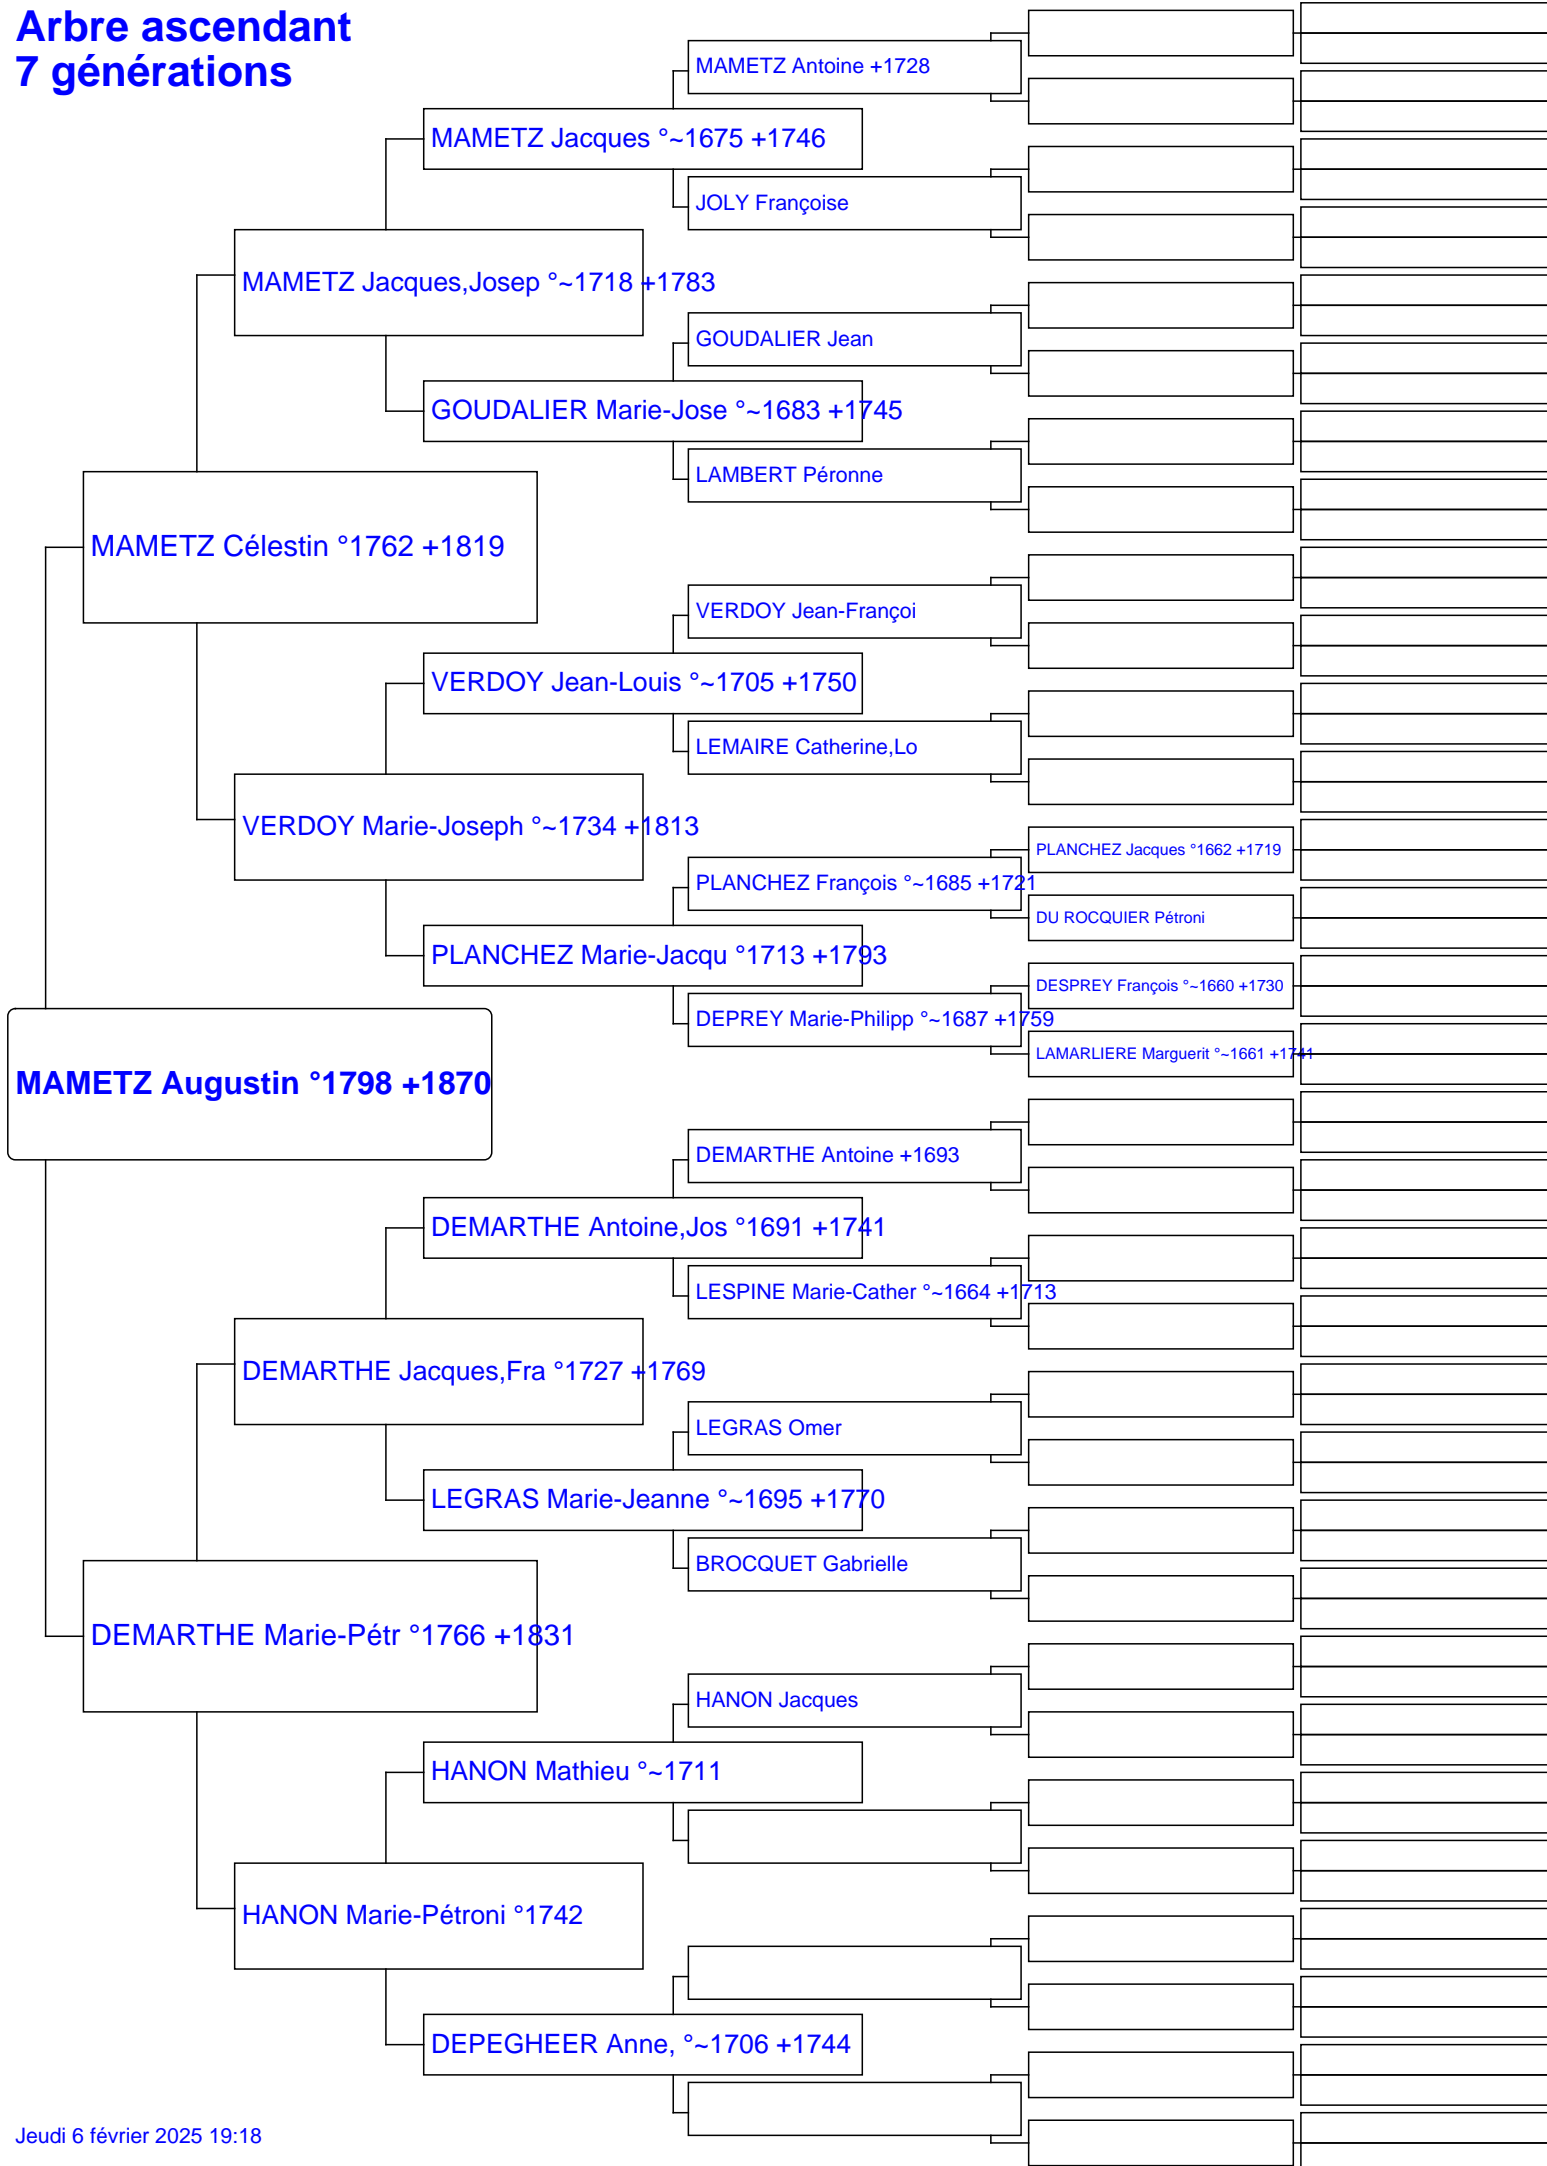 Arbre ascendant
7 générations
MAMETZ Antoine +1728
MAMETZ Jacques °~1675 +1746
JOLY Françoise
MAMETZ Jacques,Josep °~1718 +1783
GOUDALIER Jean
GOUDALIER Marie-Jose °~1683 +1745
LAMBERT Péronne
MAMETZ Célestin °1762 +1819
VERDOY Jean-Françoi
VERDOY Jean-Louis °~1705 +1750
LEMAIRE Catherine,Lo
VERDOY Marie-Joseph °~1734 +1813
PLANCHEZ Jacques °1662 +1719
PLANCHEZ François °~1685 +1721
DU ROCQUIER Pétroni
PLANCHEZ Marie-Jacqu °1713 +1793
DESPREY François °~1660 +1730
DEPREY Marie-Philipp °~1687 +1759
LAMARLIERE Marguerit °~1661 +1741
MAMETZ Augustin °1798 +1870
DEMARTHE Antoine +1693
DEMARTHE Antoine,Jos °1691 +1741
LESPINE Marie-Cather °~1664 +1713
DEMARTHE Jacques,Fra °1727 +1769
LEGRAS Omer
LEGRAS Marie-Jeanne °~1695 +1770
BROCQUET Gabrielle
DEMARTHE Marie-Pétr °1766 +1831
HANON Jacques
HANON Mathieu °~1711
HANON Marie-Pétroni °1742
DEPEGHEER Anne, °~1706 +1744
Jeudi 6 février 2025 19:18